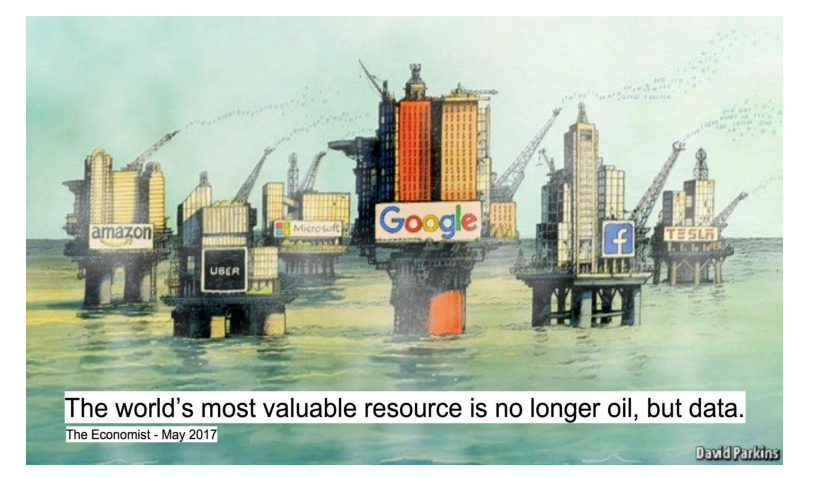 amazon
UBER
Microsoft
Google
f
TESLA
The world's most valuable resource is no longer oil, but data.
The Economist - May 2017
David Parkins